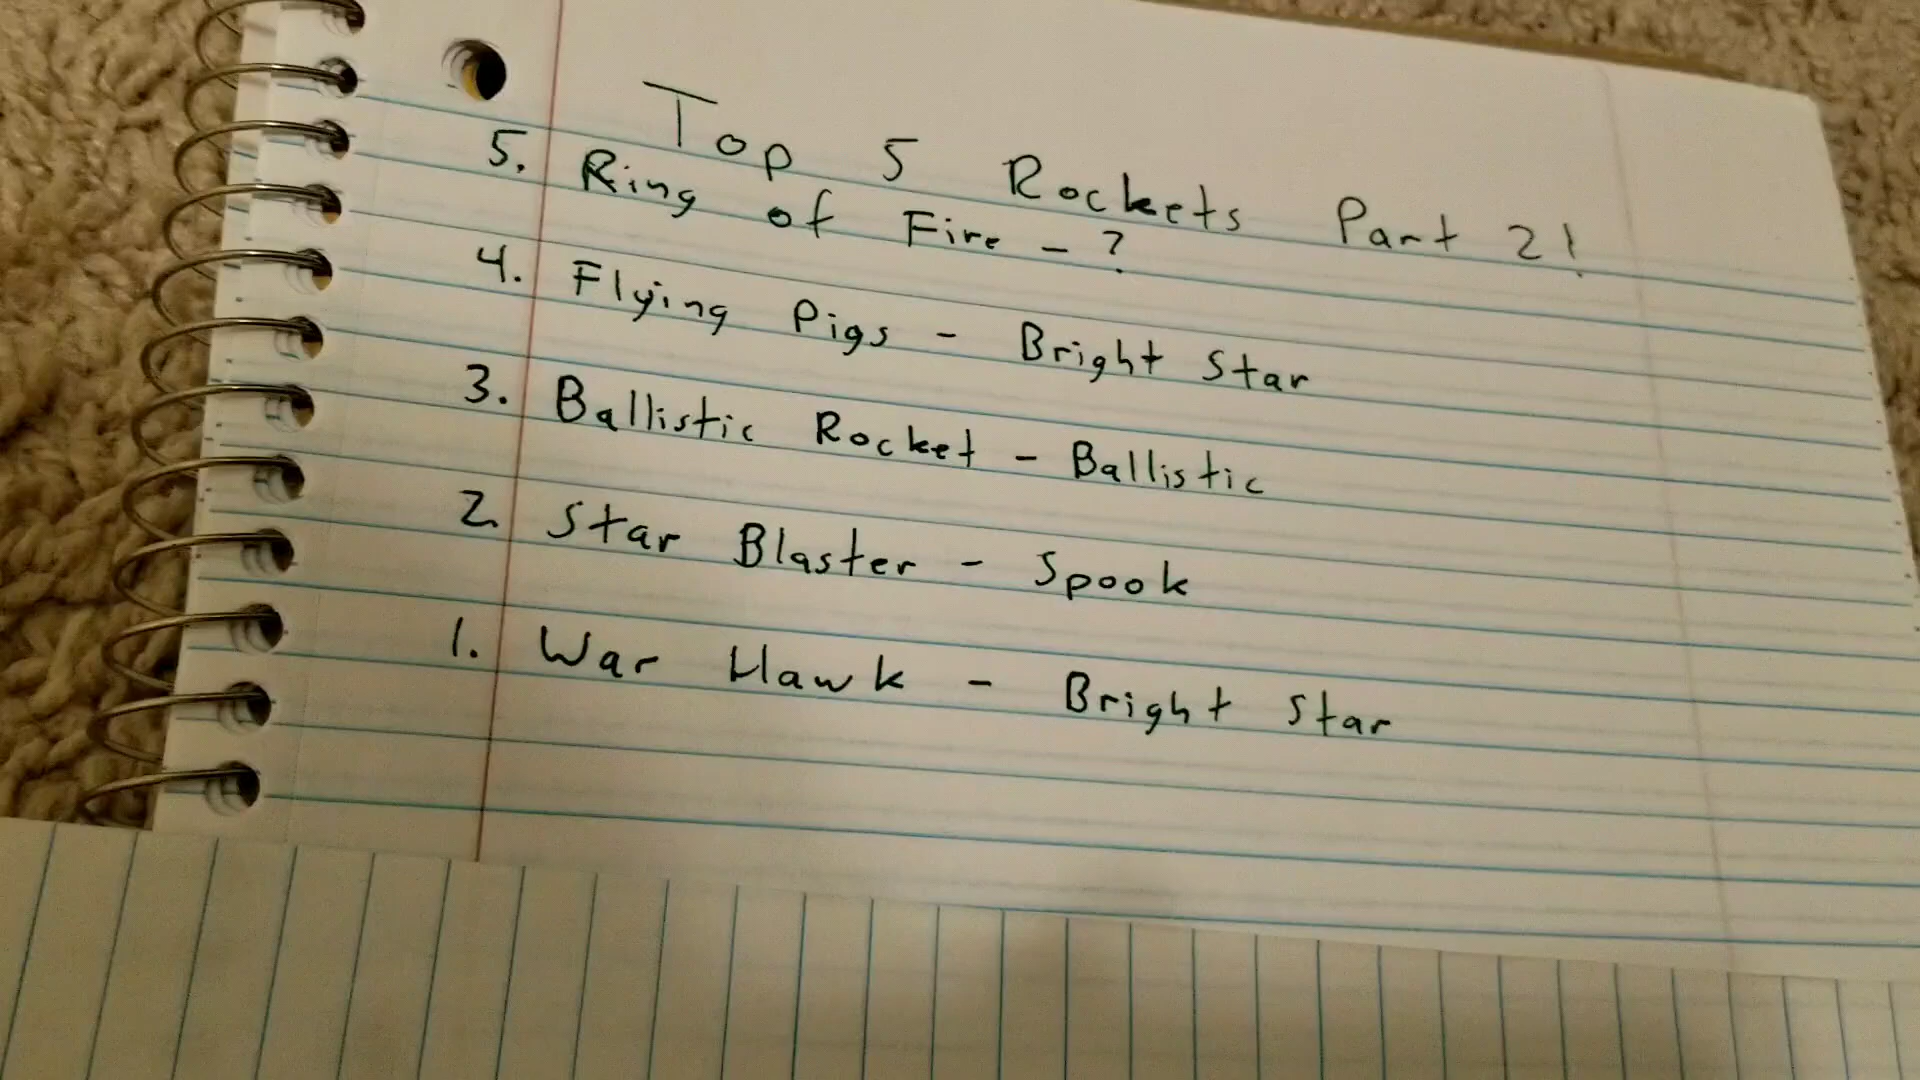 Top 5 Rockets Part 2!
5. Ring of Fire - ?
4. Flying Pigs - Bright Star
3. Ballistic Rocket - Ballistic
2. Star Blaster - Spook
1. War Hawk - Bright Star